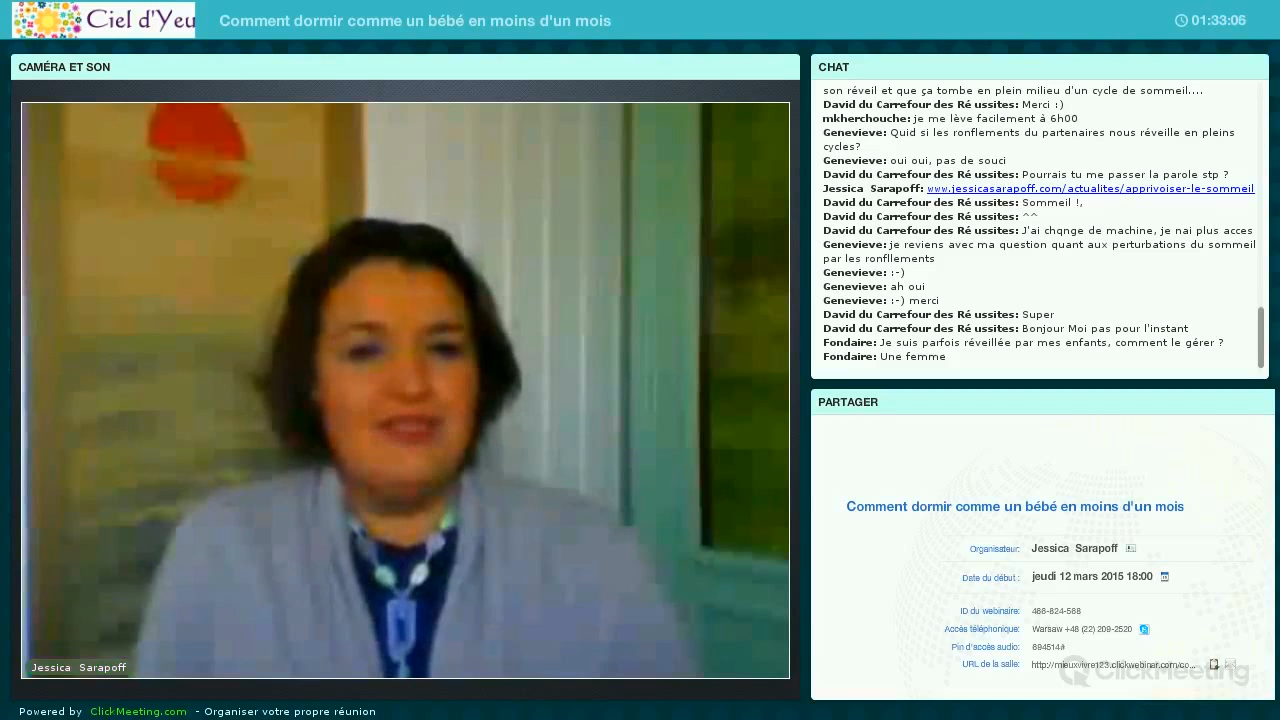 Ciel d'Yeu
Comment dormir comme un bébé en moins d'un mois
01:33:06
CAMÉRA ET SON
Jessica Sarapoff
CHAT
son réveil et que ça tombe en plein milieu d'un cycle de sommeil....
David du Carrefour des Ré ussites: Merci :)
mkherchouche: je me lève facilement à 6h00
Genevieve: Quid si les ronflements du partenaires nous réveille en pleins
cycles?
Genevieve: oui oui, pas de souci
David du Carrefour des Ré ussites: Pourrais tu me passer la parole stp ?
Jessica Sarapoff: www.jessicasarapoff.com/actualites/apprivoiser-le-sommeil
David du Carrefour des Ré ussites: Sommeil !,
David du Carrefour des Ré ussites: ^^
David du Carrefour des Ré ussites: J'ai chqnge de machine, je nai plus acces
Genevieve: je reviens avec ma question quant aux perturbations du sommeil
par les ronfllements
Genevieve: :-)
Genevieve: ah oui
Genevieve: :-) merci
David du Carrefour des Ré ussites: Super
David du Carrefour des Ré ussites: Bonjour Moi pas pour l'instant
Fondaire: Je suis parfois réveillée par mes enfants, comment le gérer ?
Fondaire: Une femme
PARTAGER
Comment dormir comme un bébé en moins d'un mois
Organisateur: Jessica Sarapoff
Date du début : jeudi 12 mars 2015 18:00
ID du webinaire: 466-824-568
Accès téléphonique: Warsaw +48 (22) 209-2520
Pin d'accès audio: 694514#
URL de la salle: http://mieuxvivre123.clickwebinar.com/co...
ClickMeeting
Powered by ClickMeeting.com - Organiser votre propre réunion